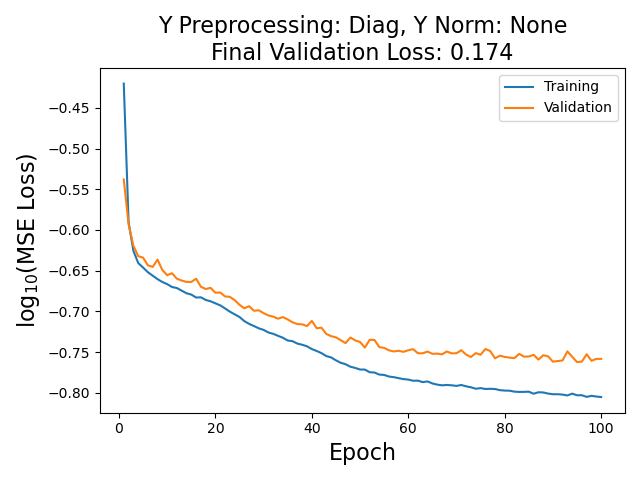 Y Preprocessing: Diag, Y Norm: None
Final Validation Loss: 0.174
Training
Validation
−0.45
−0.50
−0.55
−0.60
−0.65
−0.70
−0.75
−0.80
log₁₀(MSE Loss)
0
20
40
60
80
100
Epoch